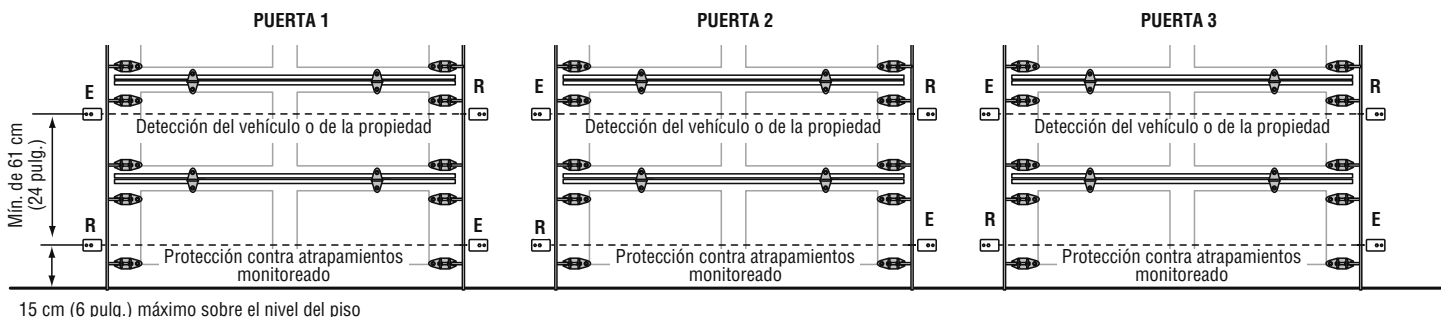 PUERTA 1
PUERTA 2
PUERTA 3
E
R
E
R
E
R
Detección del vehículo o de la propiedad
Detección del vehículo o de la propiedad
Detección del vehículo o de la propiedad
Mín. de 61 cm
(24 pulg.)
R
E
R
E
R
E
Protección contra atrapamientos
monitoreado
Protección contra atrapamientos
monitoreado
Protección contra atrapamientos
monitoreado
15 cm (6 pulg.) máximo sobre el nivel del piso